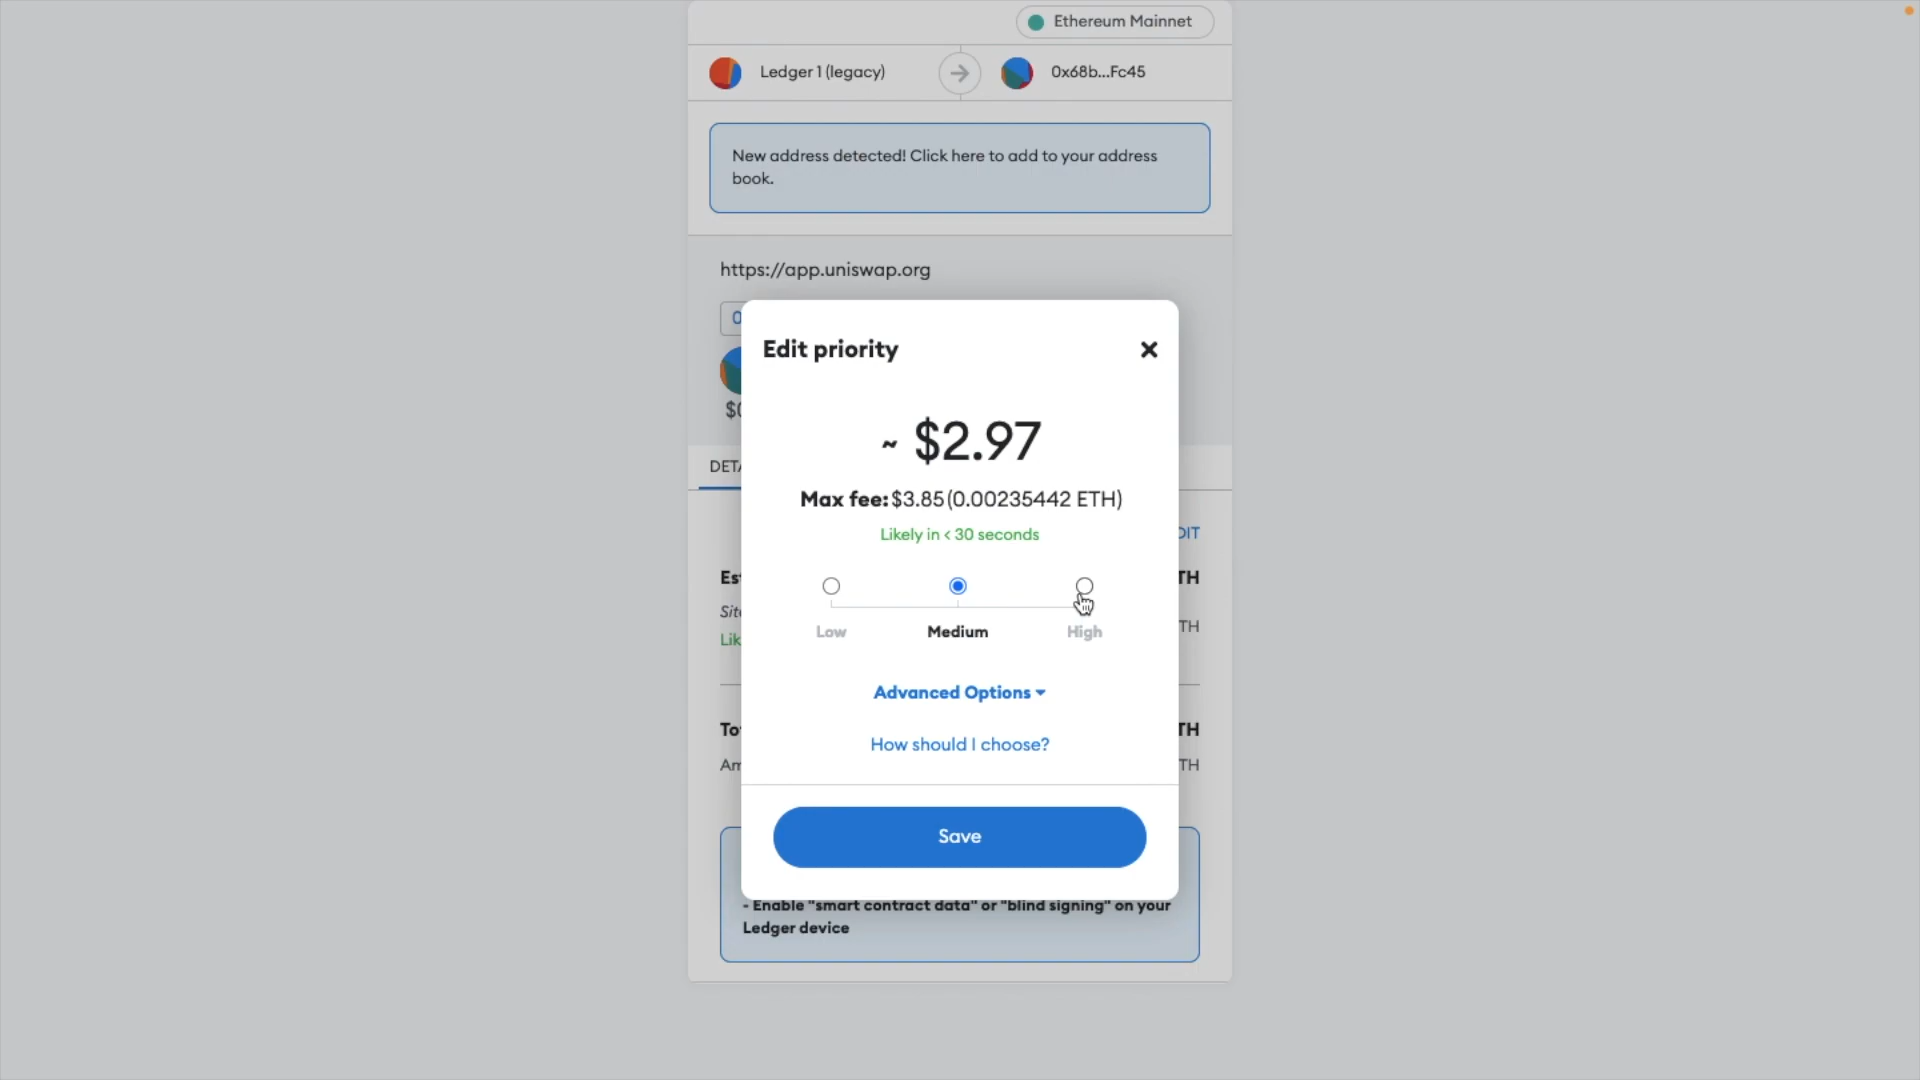 Ethereum Mainnet
Ledger 1 (legacy)
0x68b...Fc45
New address detected! Click here to add to your address
book.
https://app.uniswap.org
Edit priority
~ $2.97
Max fee: $3.85 (0.00235442 ETH)
Likely in < 30 seconds
Low
Medium
High
Advanced Options
How should I choose?
Save
- Enable "smart contract data" or "blind signing" on your
Ledger device